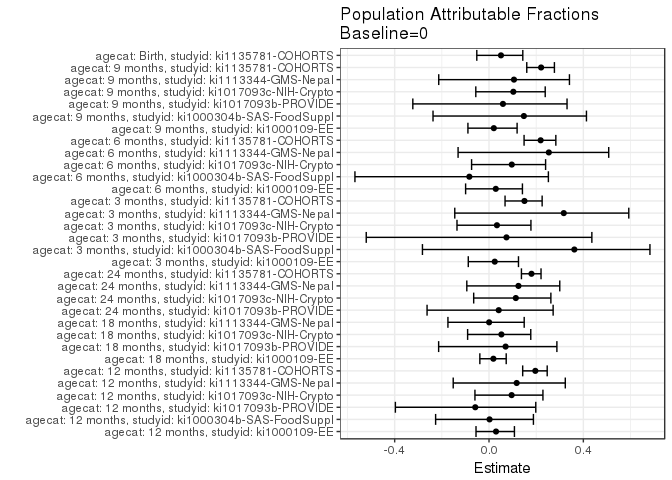 Population Attributable Fractions
Baseline=0
agecat: Birth, studyid: ki1135781-COHORTS
agecat: 9 months, studyid: ki1135781-COHORTS
agecat: 9 months, studyid: ki1113344-GMS-Nepal
agecat: 9 months, studyid: ki1017093c-NIH-Crypto
agecat: 9 months, studyid: ki1017093b-PROVIDE
agecat: 9 months, studyid: ki1000304b-SAS-FoodSuppl
agecat: 9 months, studyid: ki1000109-EE
agecat: 6 months, studyid: ki1135781-COHORTS
agecat: 6 months, studyid: ki1113344-GMS-Nepal
agecat: 6 months, studyid: ki1017093c-NIH-Crypto
agecat: 6 months, studyid: ki1000304b-SAS-FoodSuppl
agecat: 6 months, studyid: ki1000109-EE
agecat: 3 months, studyid: ki1135781-COHORTS
agecat: 3 months, studyid: ki1113344-GMS-Nepal
agecat: 3 months, studyid: ki1017093c-NIH-Crypto
agecat: 3 months, studyid: ki1017093b-PROVIDE
agecat: 3 months, studyid: ki1000304b-SAS-FoodSuppl
agecat: 3 months, studyid: ki1000109-EE
agecat: 24 months, studyid: ki1135781-COHORTS
agecat: 24 months, studyid: ki1113344-GMS-Nepal
agecat: 24 months, studyid: ki1017093c-NIH-Crypto
agecat: 24 months, studyid: ki1017093b-PROVIDE
agecat: 18 months, studyid: ki1113344-GMS-Nepal
agecat: 18 months, studyid: ki1017093c-NIH-Crypto
agecat: 18 months, studyid: ki1017093b-PROVIDE
agecat: 18 months, studyid: ki1000109-EE
agecat: 12 months, studyid: ki1135781-COHORTS
agecat: 12 months, studyid: ki1113344-GMS-Nepal
agecat: 12 months, studyid: ki1017093c-NIH-Crypto
agecat: 12 months, studyid: ki1017093b-PROVIDE
agecat: 12 months, studyid: ki1000304b-SAS-FoodSuppl
agecat: 12 months, studyid: ki1000109-EE
-0.4 0.0 0.4
Estimate